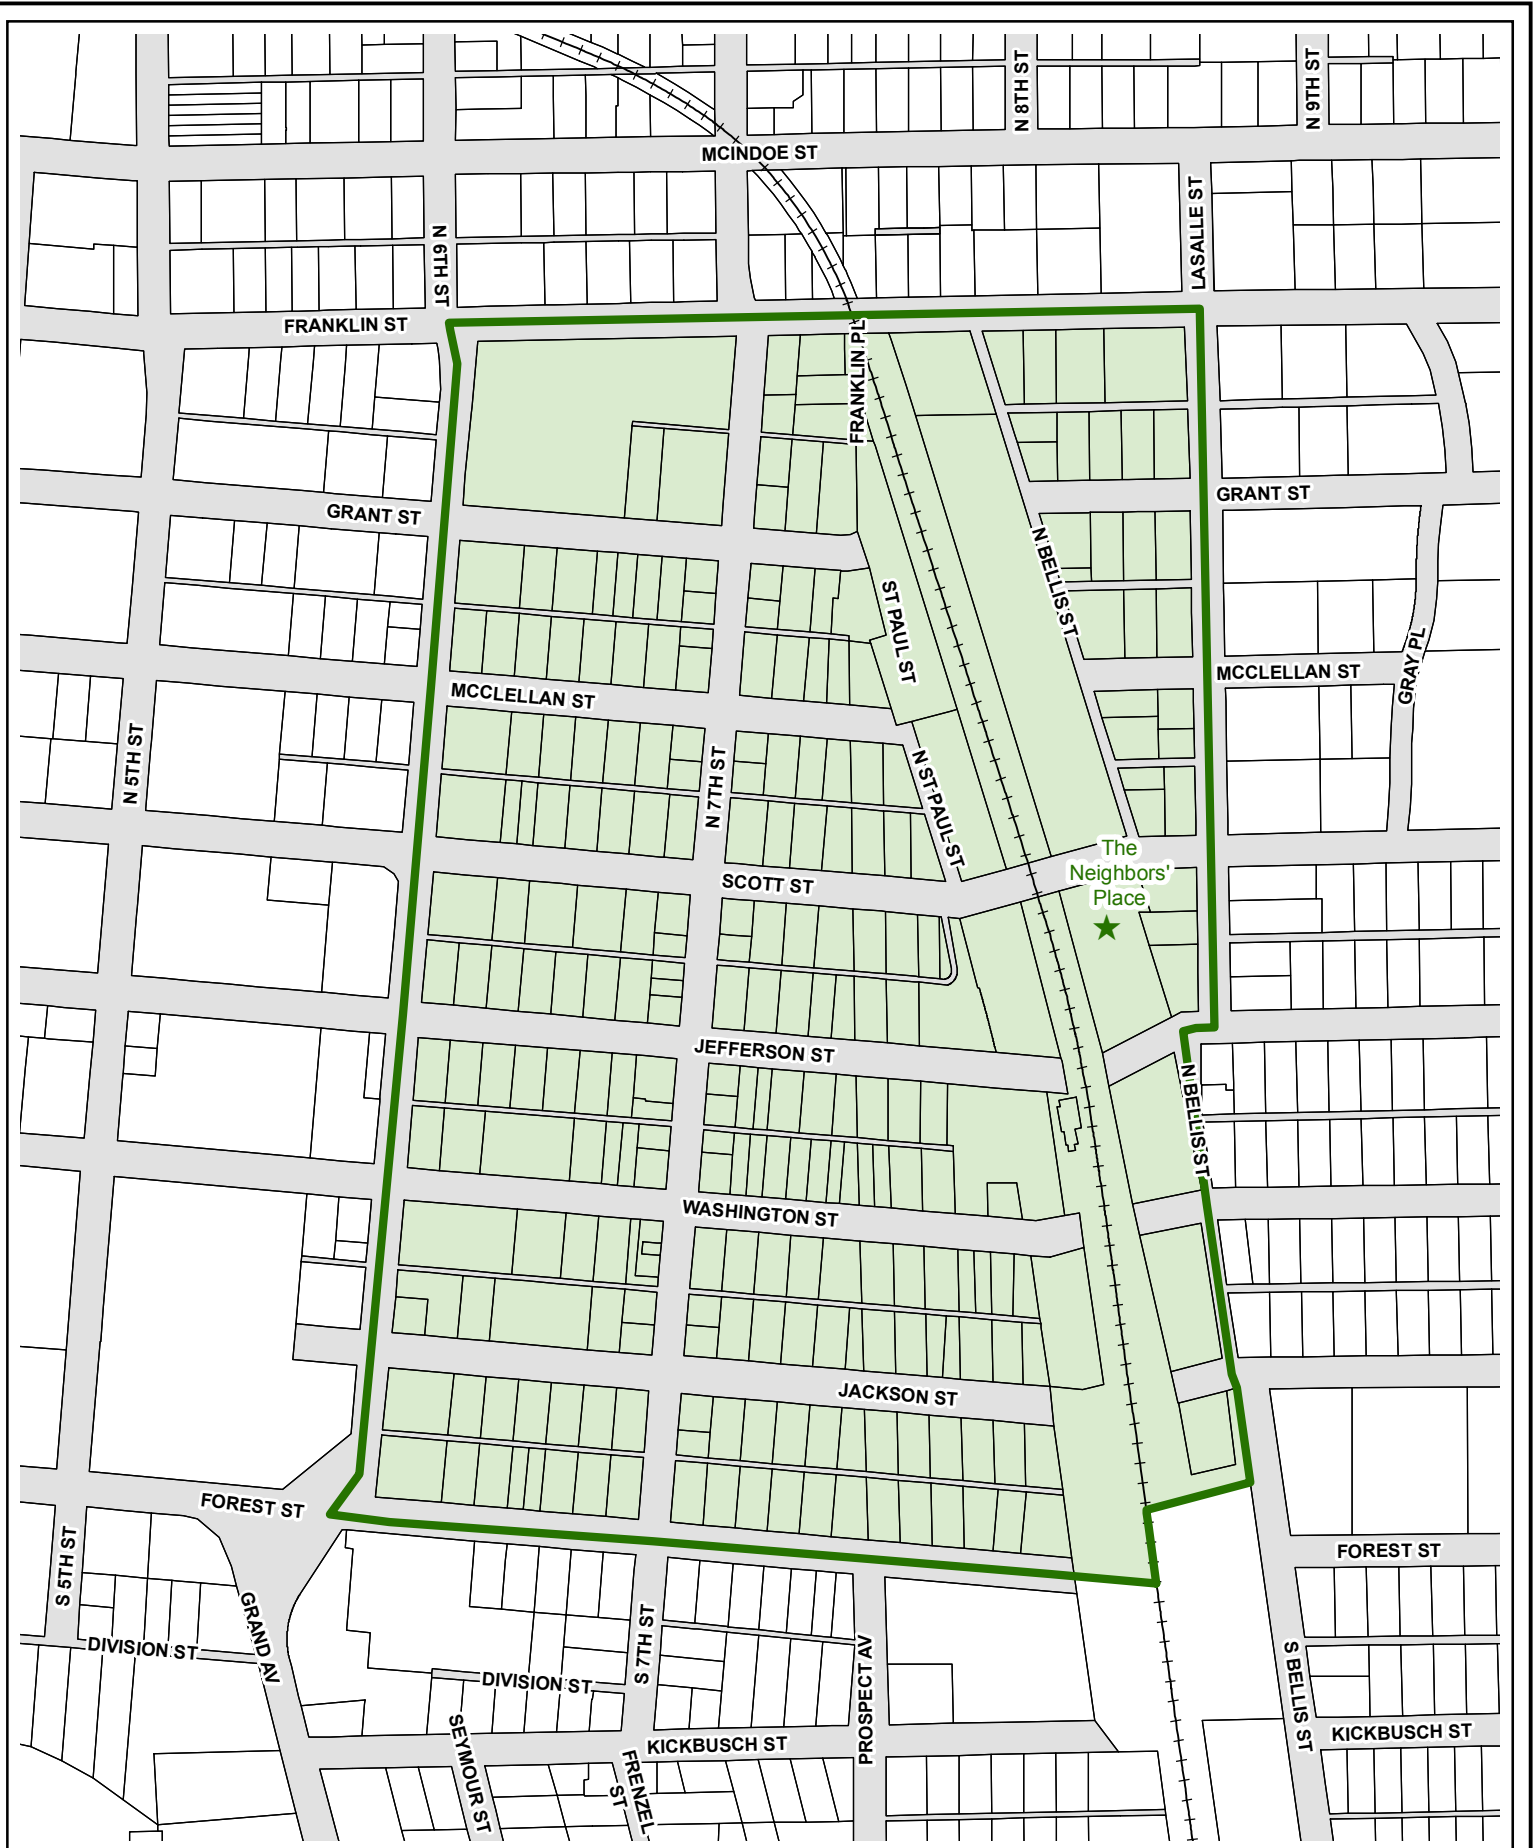 N 8TH ST
N 9TH ST
MCINDOE ST
LASALLE ST
N 6TH ST
FRANKLIN ST
FRANKLIN PL
GRANT ST
GRANT ST
N BELLIS ST
ST PAUL ST
GRAY PL
MCCLELLAN ST
MCCLELLAN ST
N 5TH ST
N 7TH ST
N ST PAUL ST
The
Neighbors'
Place
SCOTT ST
JEFFERSON ST
N BELLIS ST
WASHINGTON ST
JACKSON ST
FOREST ST
FOREST ST
S 5TH ST
GRAND AV
DIVISION ST
DIVISION ST
S 7TH ST
PROSPECT AV
S BELLIS ST
KICKBUSCH ST
KICKBUSCH ST
SEYMOUR ST
FRENZEL
ST